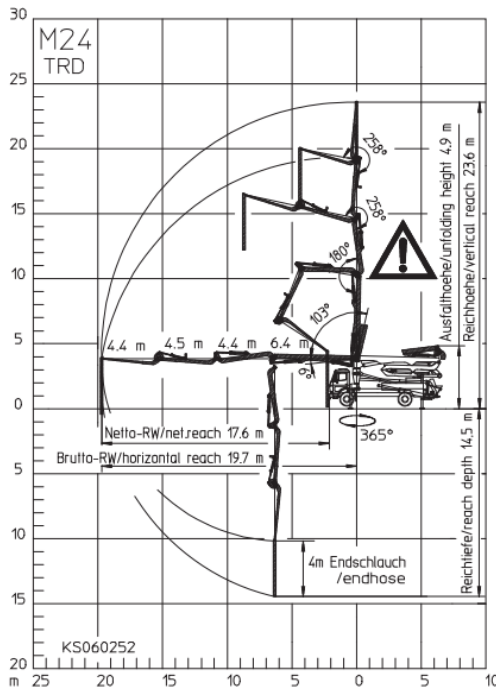 30
M24
TRD
25
20
258°
15
258°
180°
10
103°
5
4.4 m
4.5 m
4.4 m
6.4 m
9°
0
Netto-RW/net.reach 17.6 m
365°
Brutto-RW/horizontal reach 19.7 m
5
10
4m Endschlauch
/endhose
15
KS060252
20
m 25 20 15 10 5 0 5 10
Ausfalthoehe/unfolding height 4.9 m
Reichhoehe/vertical reach 23.6 m
Reichtiefe/reach depth 14.5 m